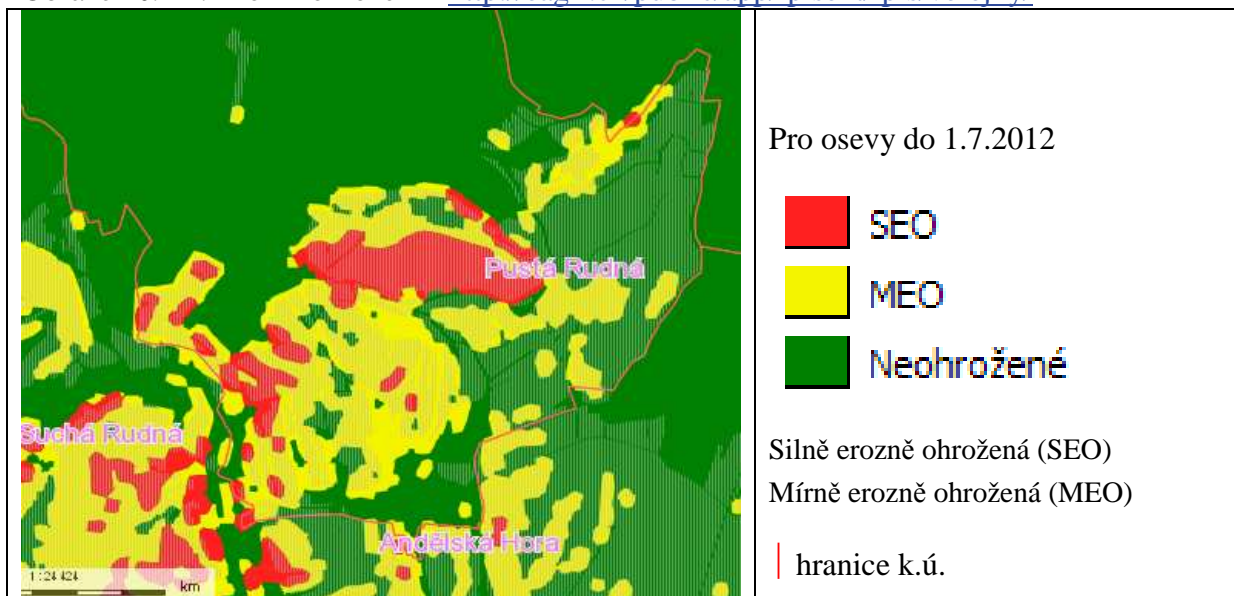 Pro osevy do 1.7.2012
SEO
MEO
Neohrožené
Silně erozně ohrožená (SEO)
Mírně erozně ohrožená (MEO)
hranice k.ú.
Pustá Rudná
Suchá Rudná
Andělská Hora
1:24 424
km